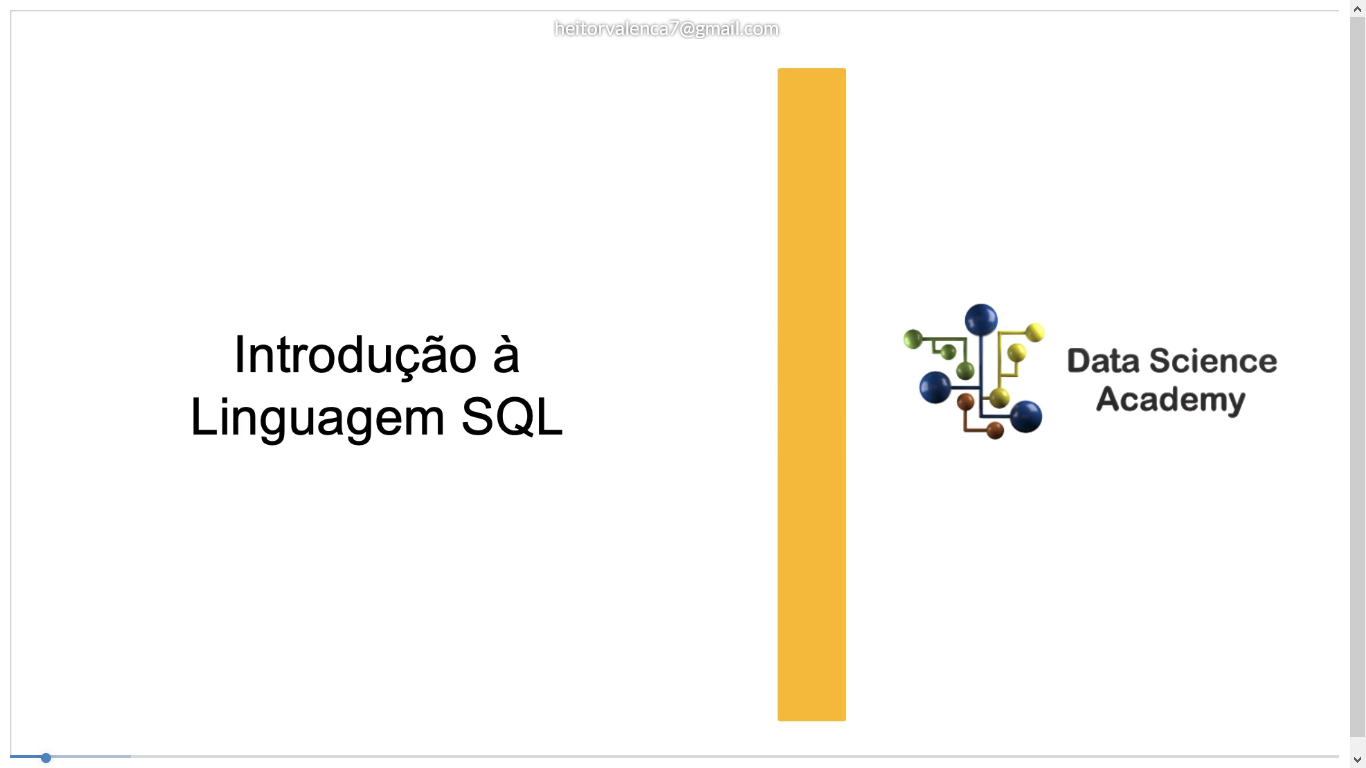 heitorvalenca7@gmail.com
Introdução à
Linguagem SQL
Data Science
Academy